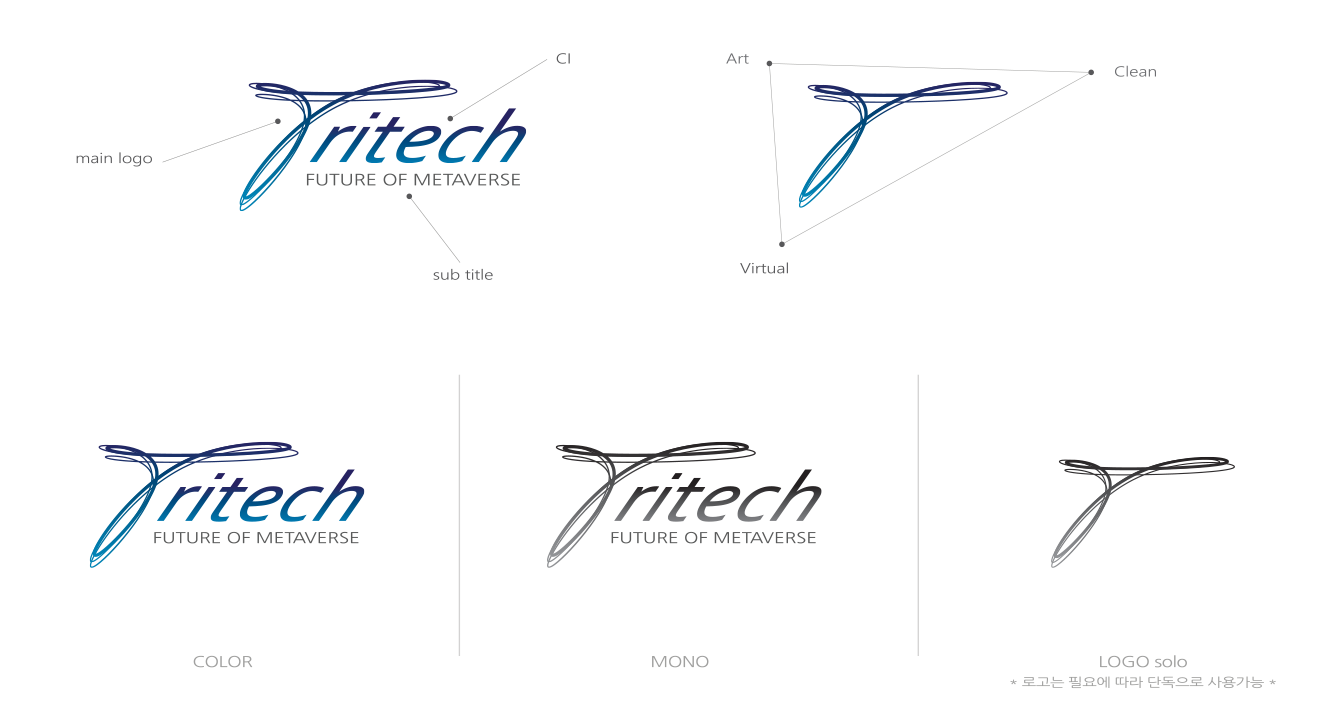 CI
main logo
Tritech
FUTURE OF METAVERSE
sub title
Art
Clean
T
Virtual
Tritech
FUTURE OF METAVERSE
COLOR
Tritech
FUTURE OF METAVERSE
MONO
T
LOGO solo
* 로고는 필요에 따라 단독으로 사용가능 *